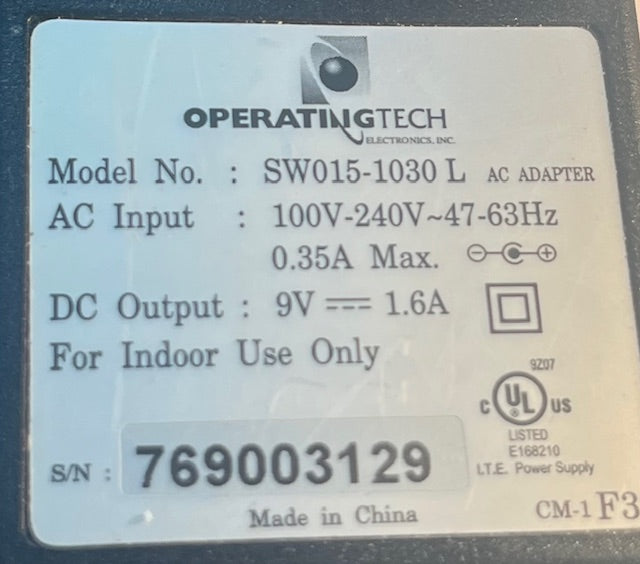 OPERATINGTECH
ELECTRONICS, INC.
Model No. : SW015-1030 L AC ADAPTER
AC Input : 100V-240V~47-63Hz
0.35A Max.
DC Output : 9V 1.6A
For Indoor Use Only
9Z07
C UL US
LISTED
E168210
I.T.E. Power Supply
S/N : 769003129
Made in China
CM-1 F3